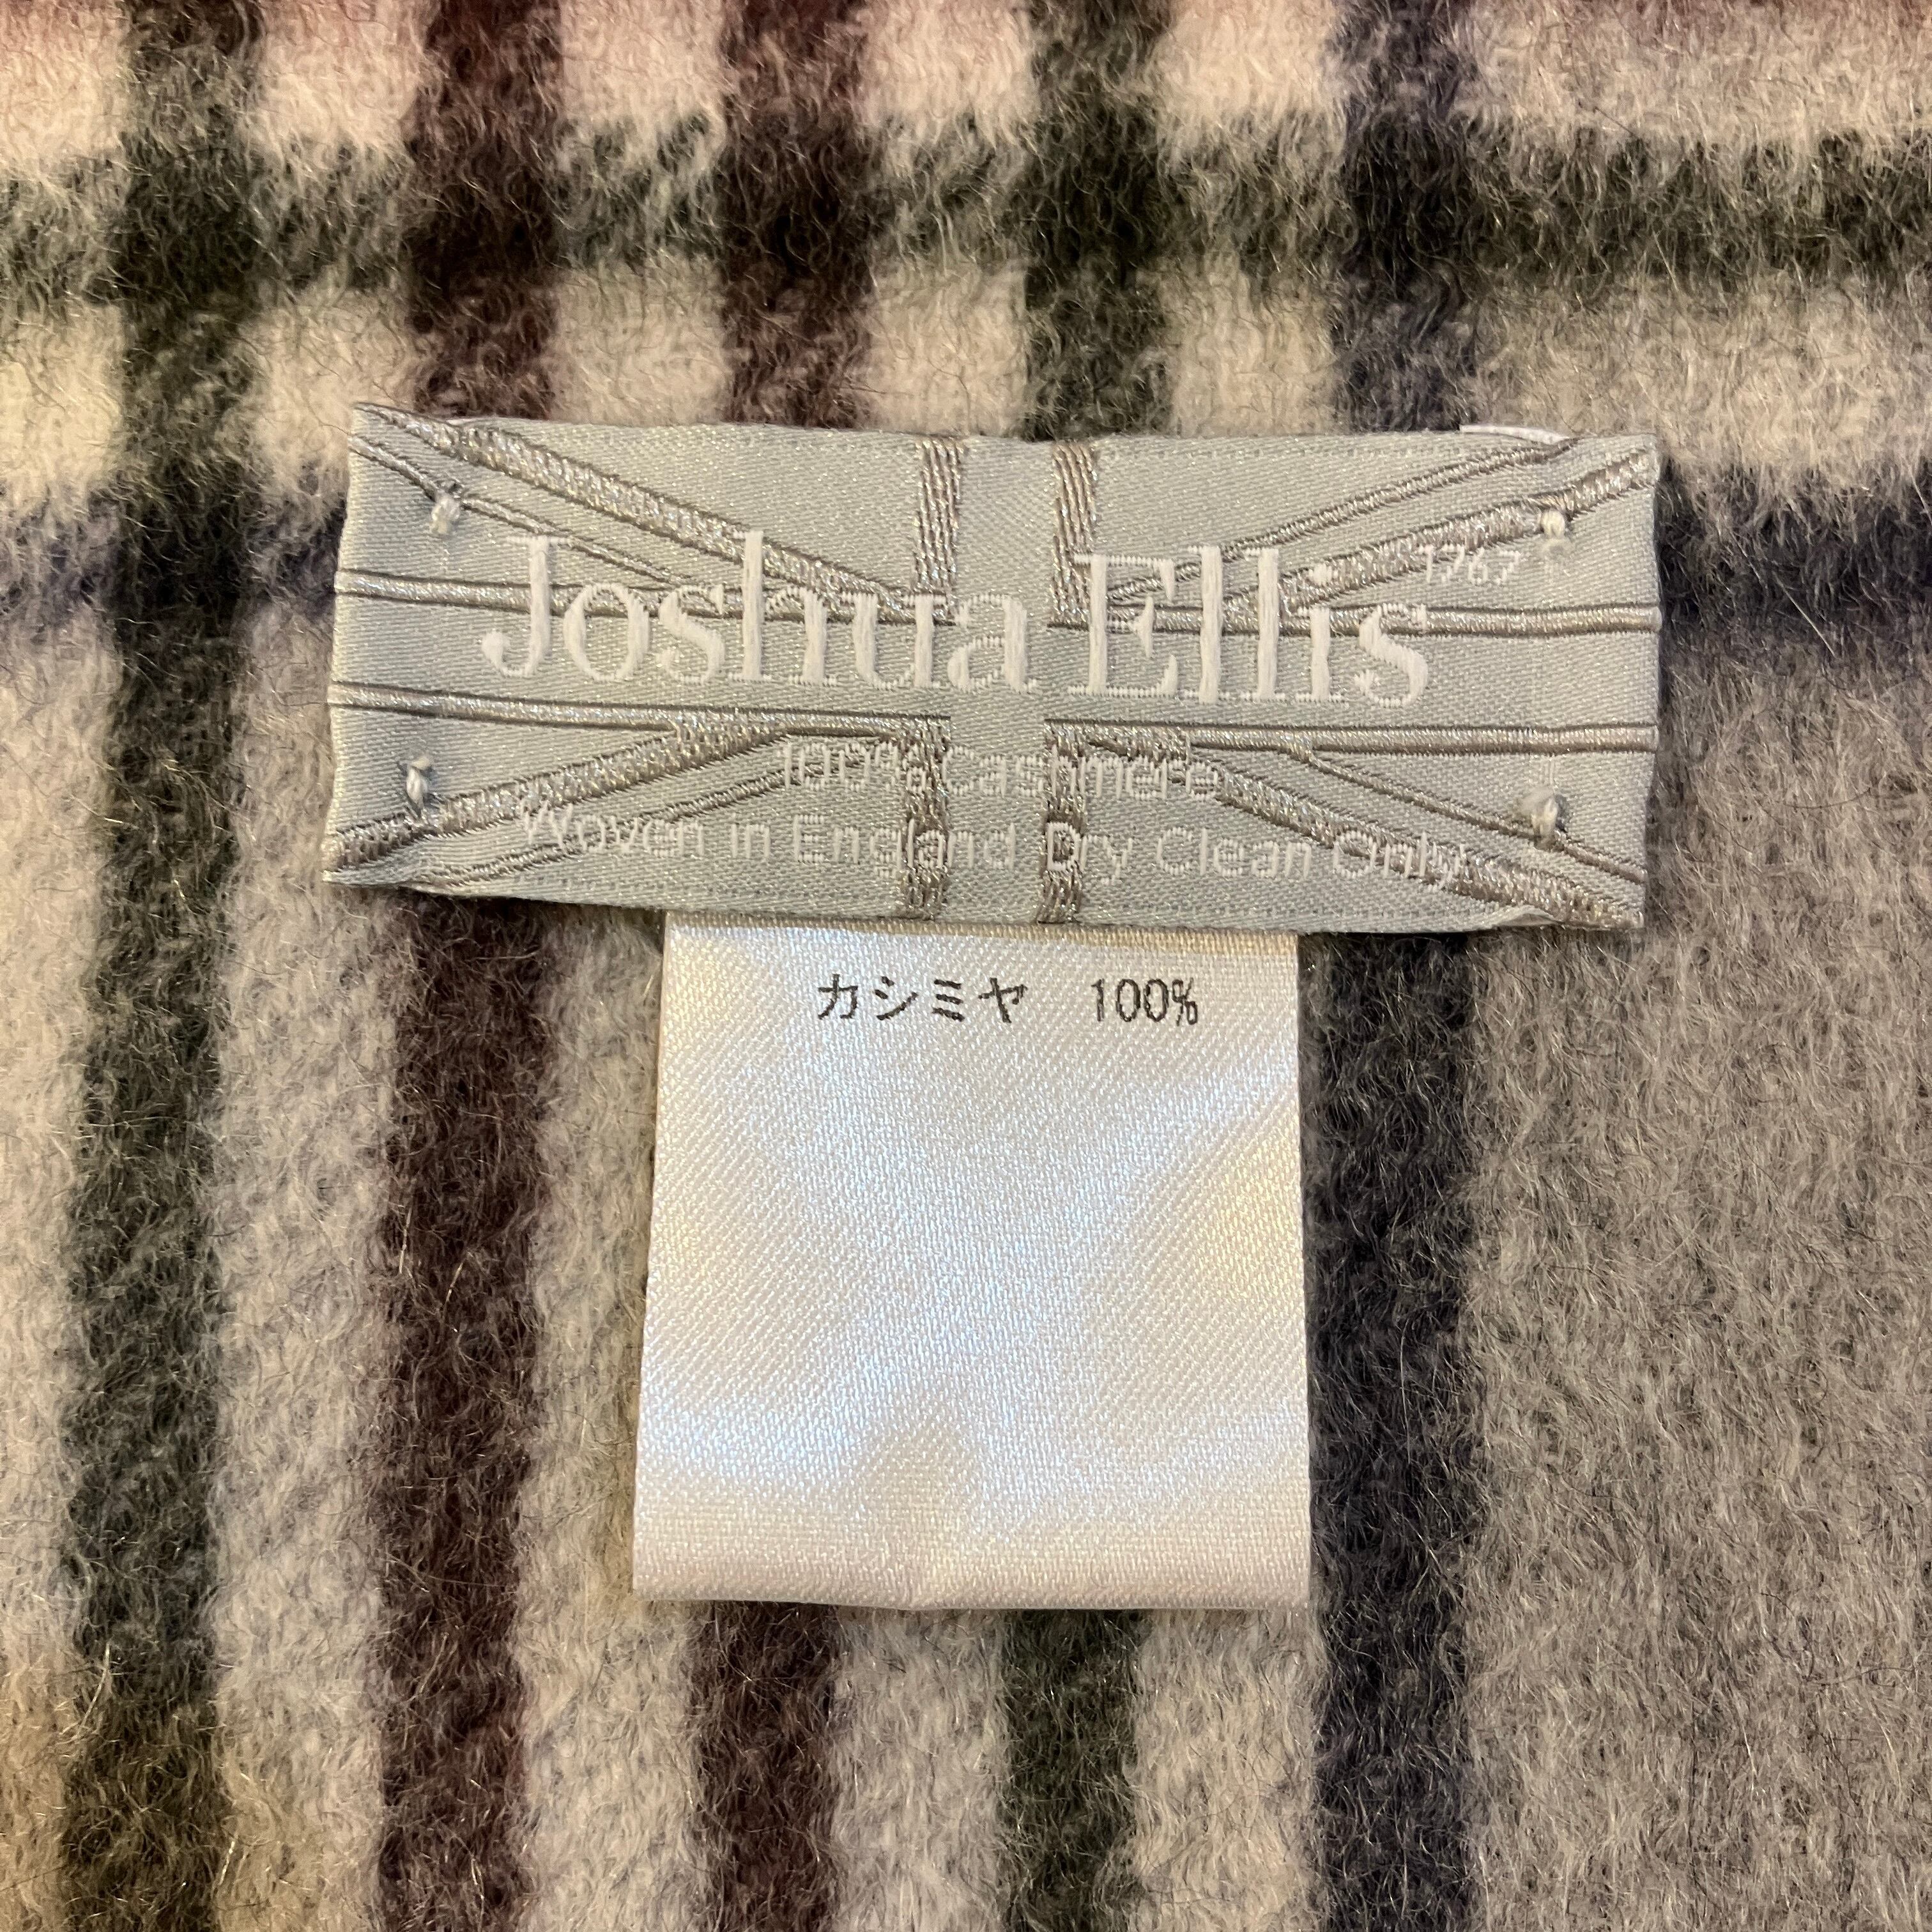 Joshua Ellis 1767
100% Cashmere
Woven in England Dry Clean Only
カシミヤ 100%